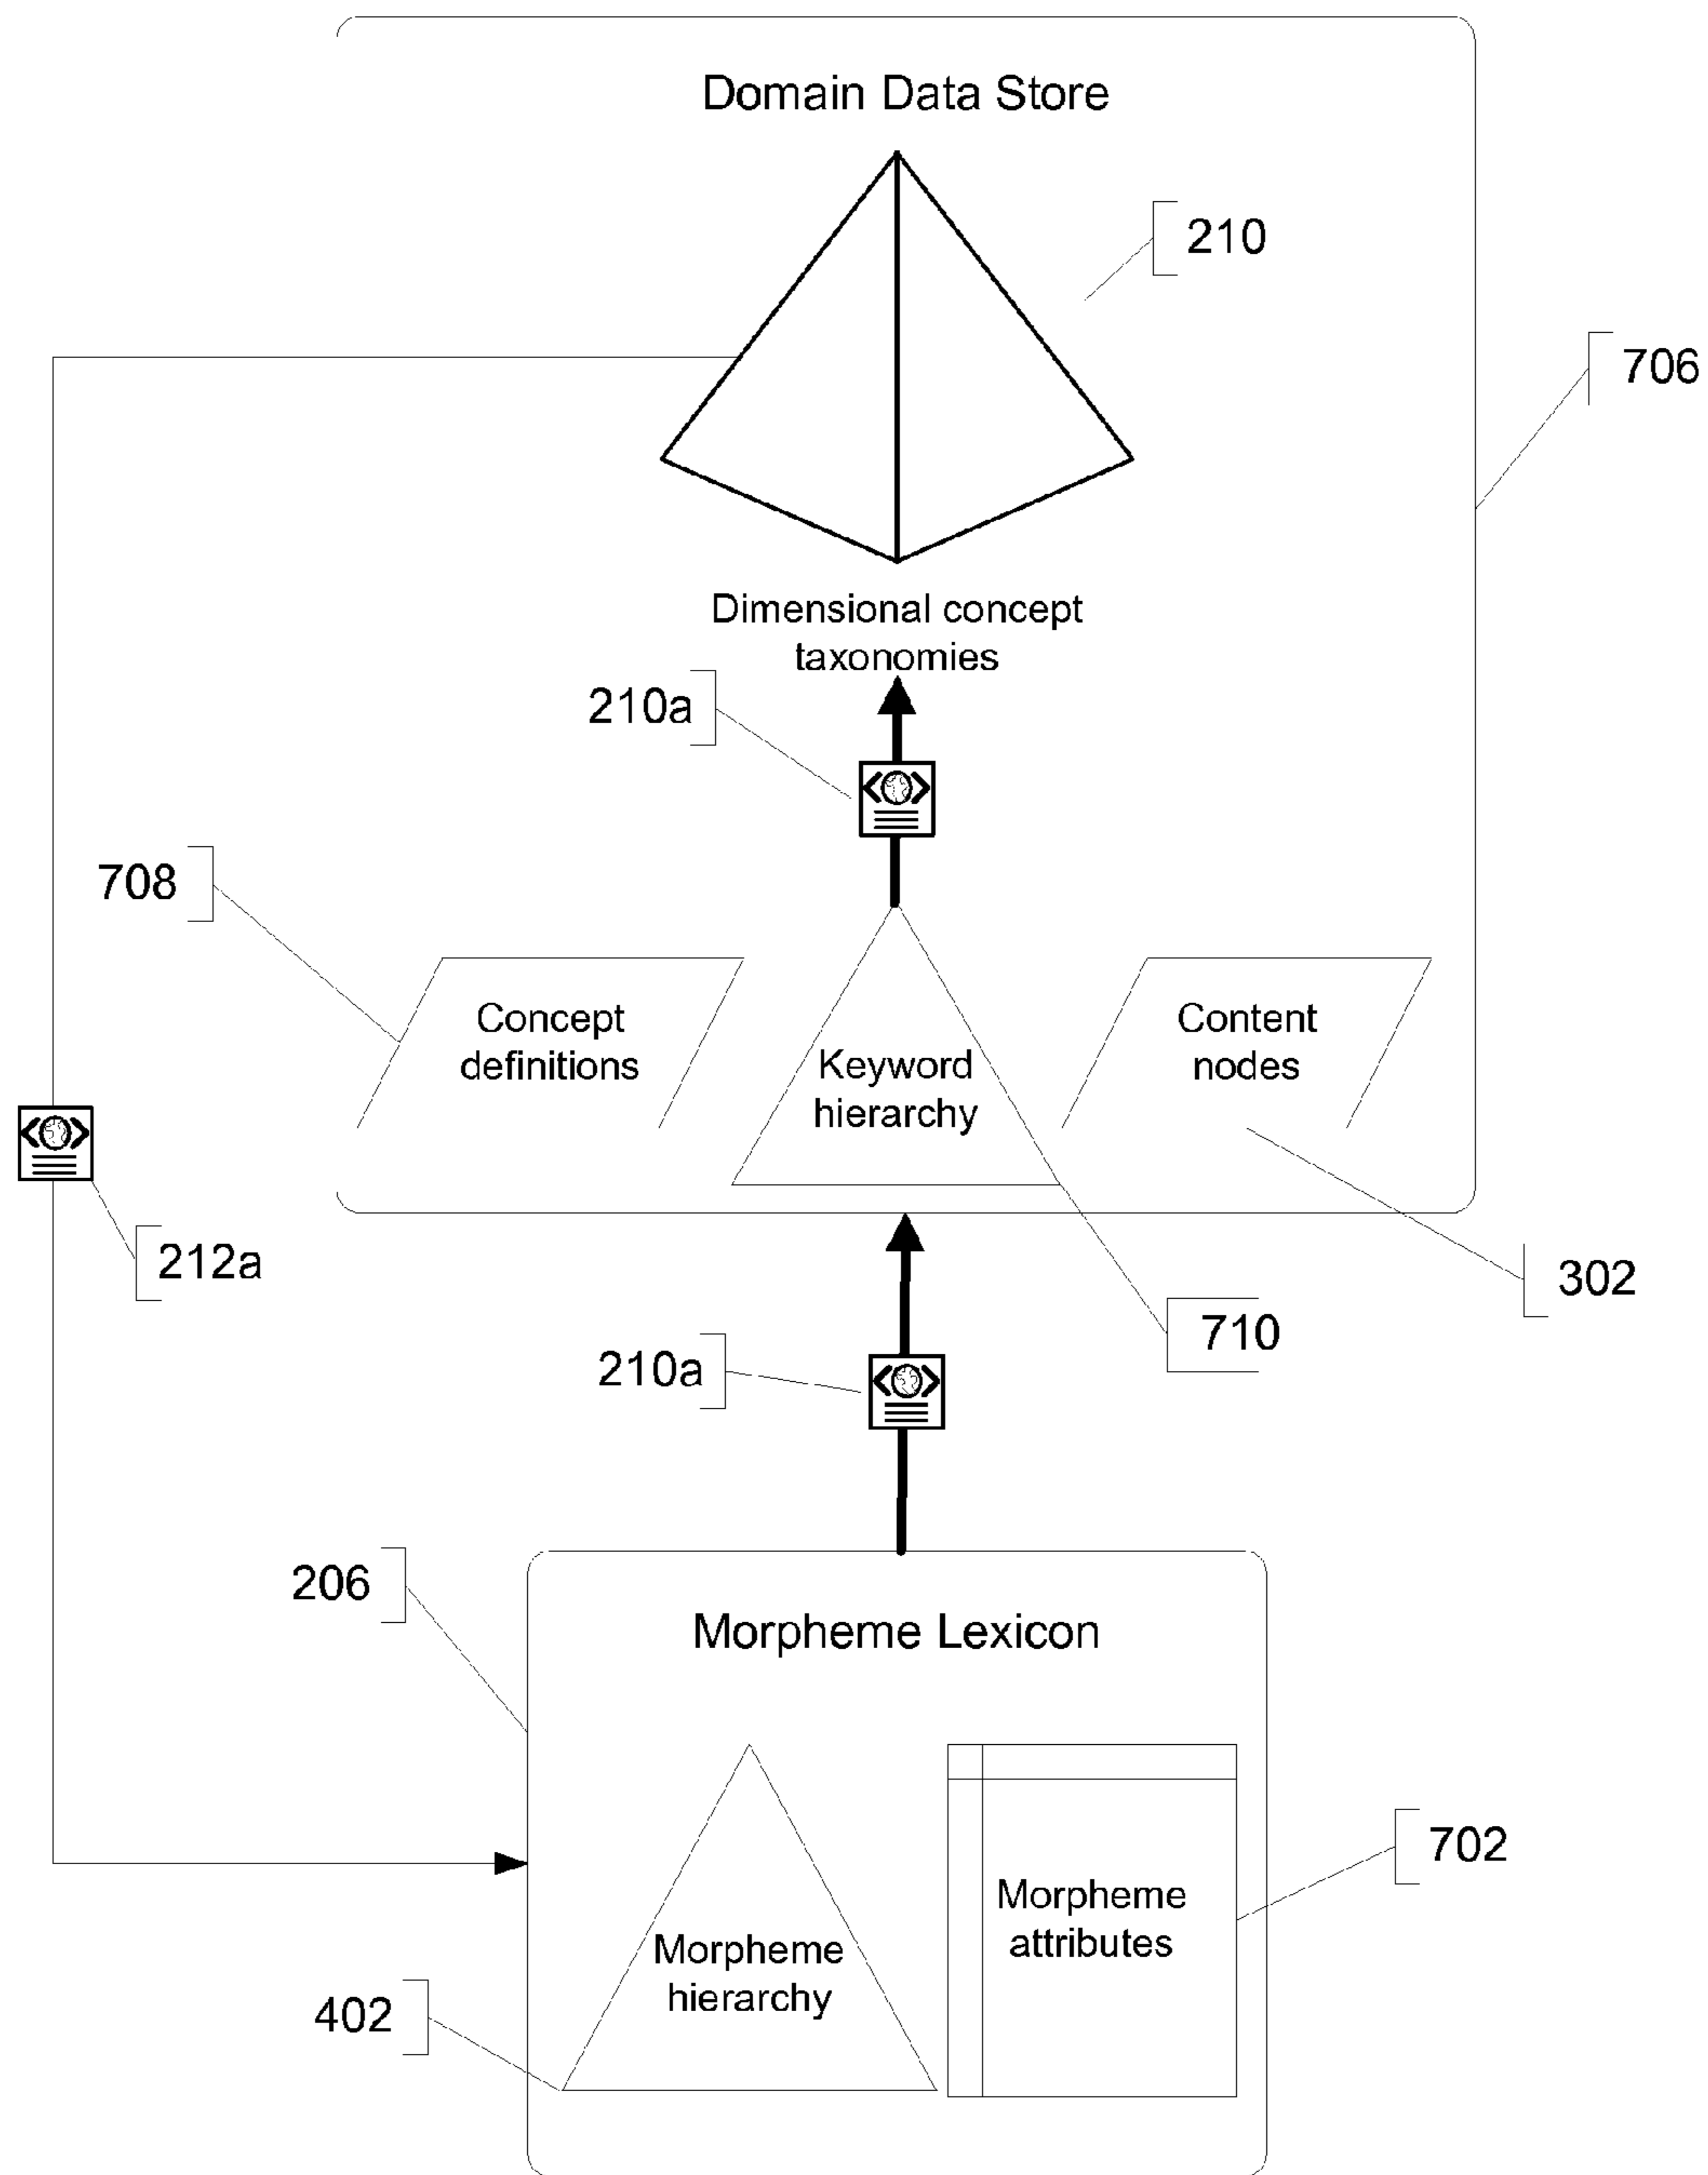 Domain Data Store
210
706
Dimensional concept
taxonomies
210a
708
Concept
definitions
Keyword
hierarchy
Content
nodes
212a
302
710
210a
206
Morpheme Lexicon
702
Morpheme
attributes
Morpheme
hierarchy
402